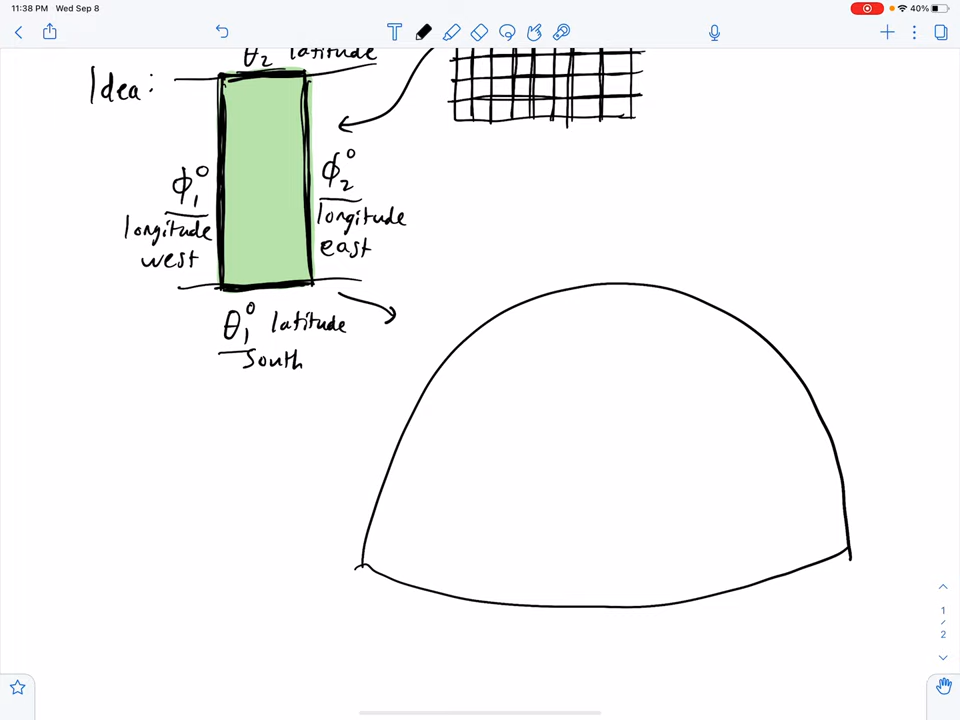 11:38 PM Wed Sep 8
40%
θ₂ latitude
Idea:
ϕ₁°
longitude
west
ϕ₂°
longitude
east
θ₁° latitude
south
1
/
2